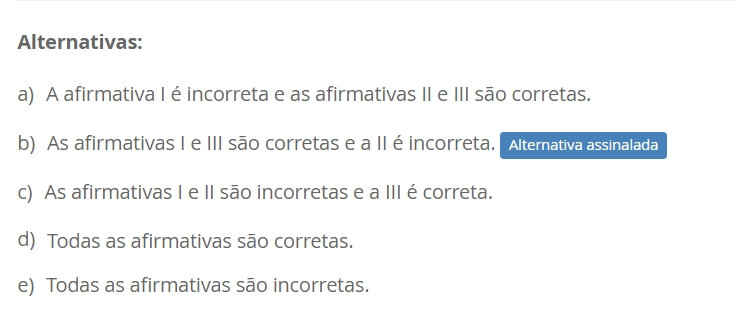 Alternativas:
a) A afirmativa I é incorreta e as afirmativas II e III são corretas.
b) As afirmativas I e III são corretas e a II é incorreta. Alternativa assinalada
c) As afirmativas I e II são incorretas e a III é correta.
d) Todas as afirmativas são corretas.
e) Todas as afirmativas são incorretas.